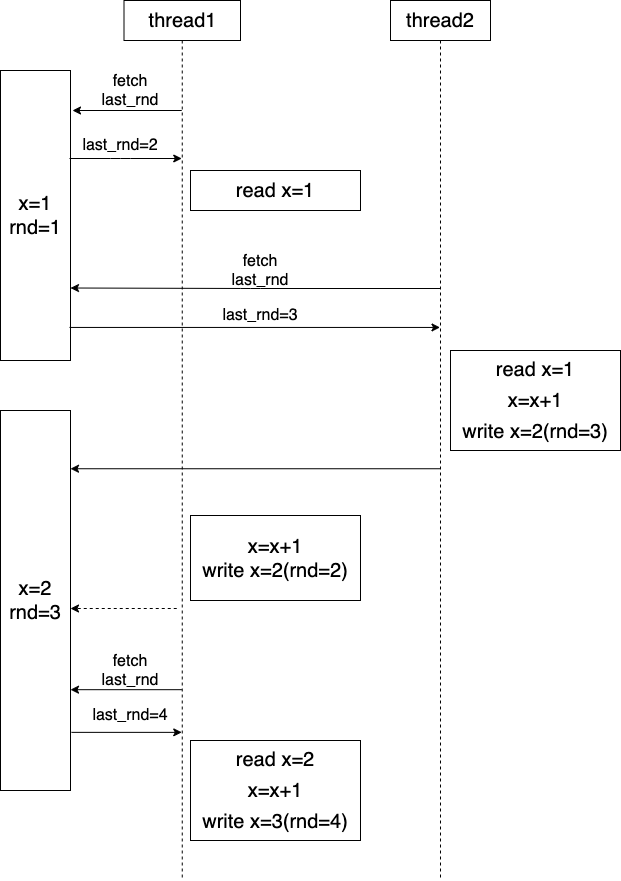 thread1
thread2
fetch
last_rnd
last_rnd=2
x=1
rnd=1
read x=1
fetch
last_rnd
last_rnd=3
read x=1
x=x+1
write x=2(rnd=3)
x=x+1
write x=2(rnd=2)
x=2
rnd=3
fetch
last_rnd
last_rnd=4
read x=2
x=x+1
write x=3(rnd=4)